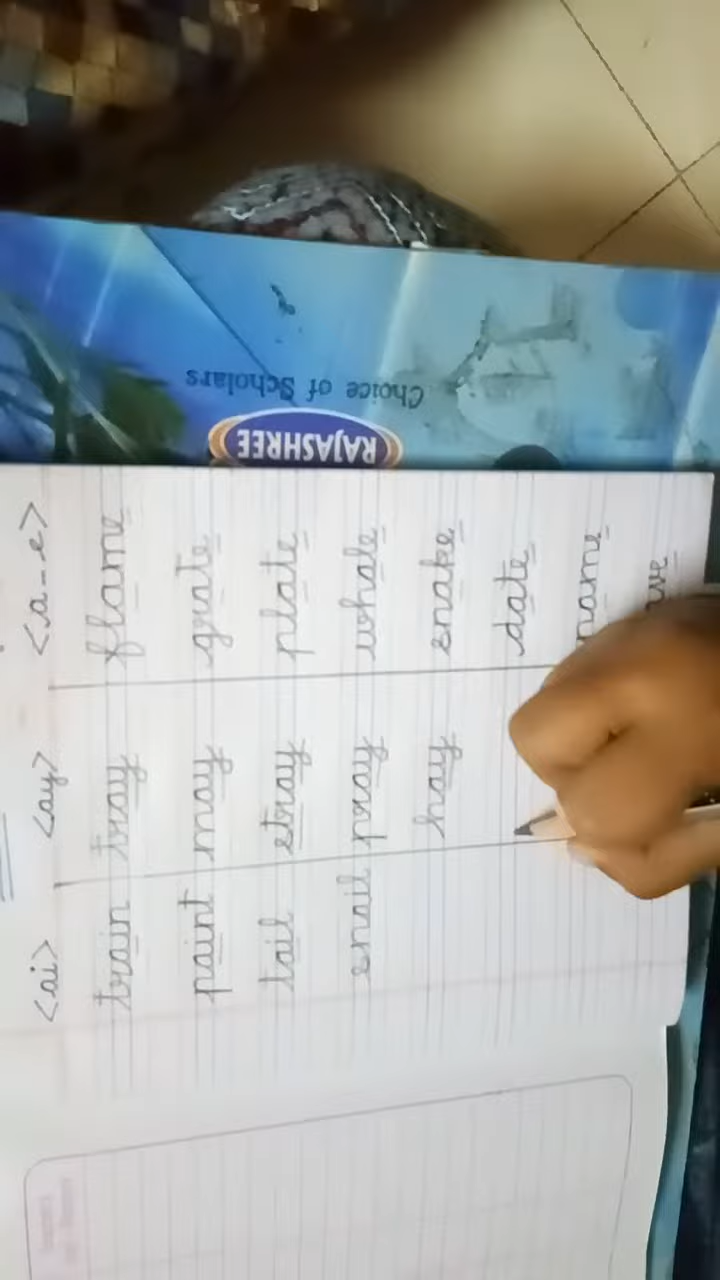 <ai> <ay> <a-e>
train tray flame
paint may grate
tail stray plate
snail pray whale
hay snake
date
name
RAJASHREE
Choice of Scholars